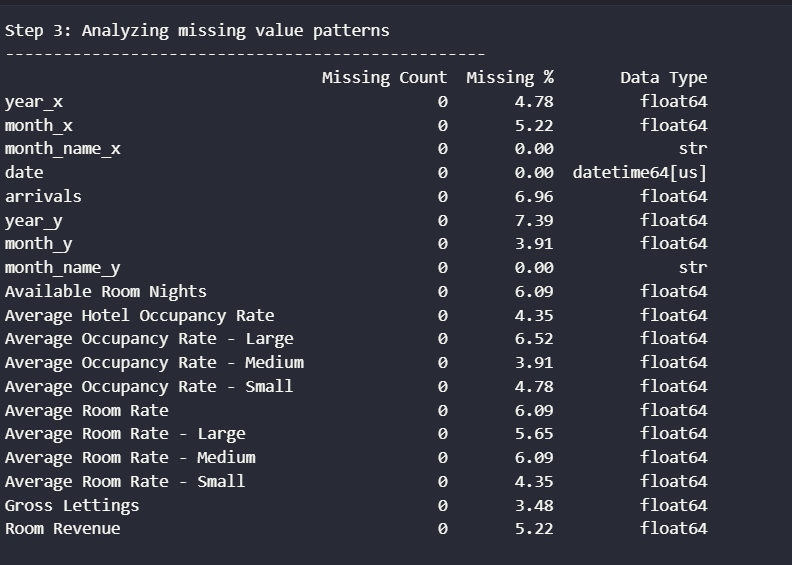 Step 3: Analyzing missing value patterns
--------------------------------------------------
Missing Count Missing % Data Type
year_x 0 4.78 float64
month_x 0 5.22 float64
month_name_x 0 0.00 str
date 0 0.00 datetime64[us]
arrivals 0 6.96 float64
year_y 0 7.39 float64
month_y 0 3.91 float64
month_name_y 0 0.00 str
Available Room Nights 0 6.09 float64
Average Hotel Occupancy Rate 0 4.35 float64
Average Occupancy Rate - Large 0 6.52 float64
Average Occupancy Rate - Medium 0 3.91 float64
Average Occupancy Rate - Small 0 4.78 float64
Average Room Rate 0 6.09 float64
Average Room Rate - Large 0 5.65 float64
Average Room Rate - Medium 0 6.09 float64
Average Room Rate - Small 0 4.35 float64
Gross Lettings 0 3.48 float64
Room Revenue 0 5.22 float64